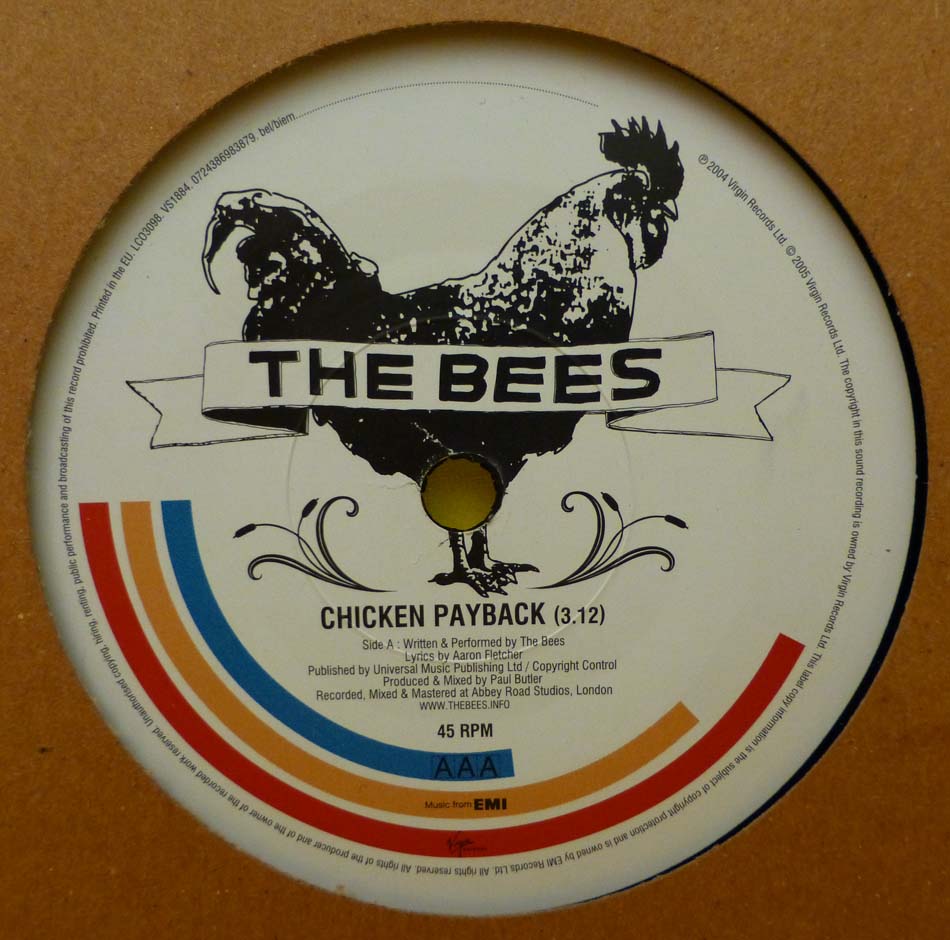 THE BEES
CHICKEN PAYBACK (3.12)
Side A : Written & Performed by The Bees
Lyrics by Aaron Fletcher
Published by Universal Music Publishing Ltd / Copyright Control
Produced & Mixed by Paul Butler
Recorded, Mixed & Mastered at Abbey Road Studios, London
WWW.THEBEES.INFO
45 RPM
AAA
Music from EMI
Virgin
℗ 2004 Virgin Records Ltd. © 2005 Virgin Records Ltd. The copyright in this sound recording is owned by Virgin Records Ltd. This label copy information is the subject of copyright protection and is owned by EMI Records Ltd. All rights reserved. All rights of the producer and of the owner of the recorded work reserved. Unauthorised copying, hiring, renting, public performance and broadcasting of this record prohibited. Printed in the EU. LC03098. VS1884. 0724386983879. bel/biem